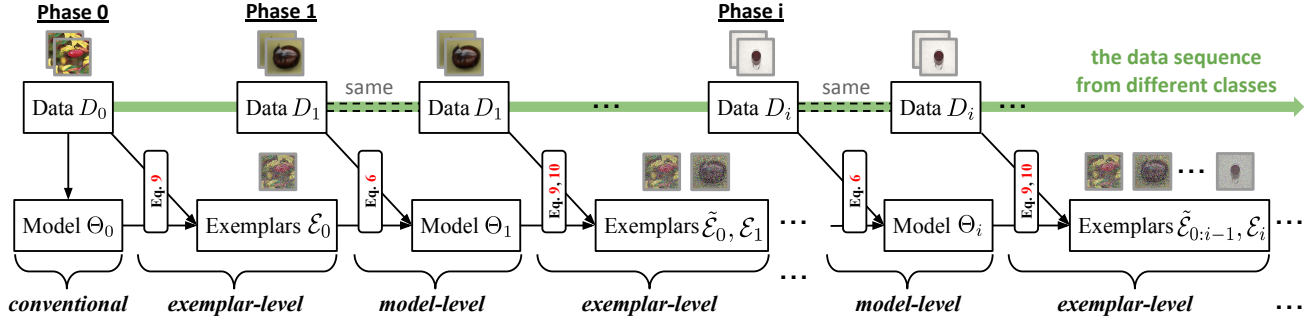 Phase 0 Phase 1 Phase i
the data sequence
from different classes
Data D₀ Data D₁ same Data D₁ ... Data Dᵢ same Data Dᵢ ...
Eq. 9 Eq. 6 Eq. 9, 10 Eq. 6 Eq. 9, 10
...
Model Θ₀ Exemplars ℰ₀ Model Θ₁ Exemplars ℰ̃₀, ℰ₁ ... Model Θᵢ Exemplars ℰ̃₀:ᵢ₋₁, ℰᵢ ...
...
conventional exemplar-level model-level exemplar-level model-level exemplar-level ...